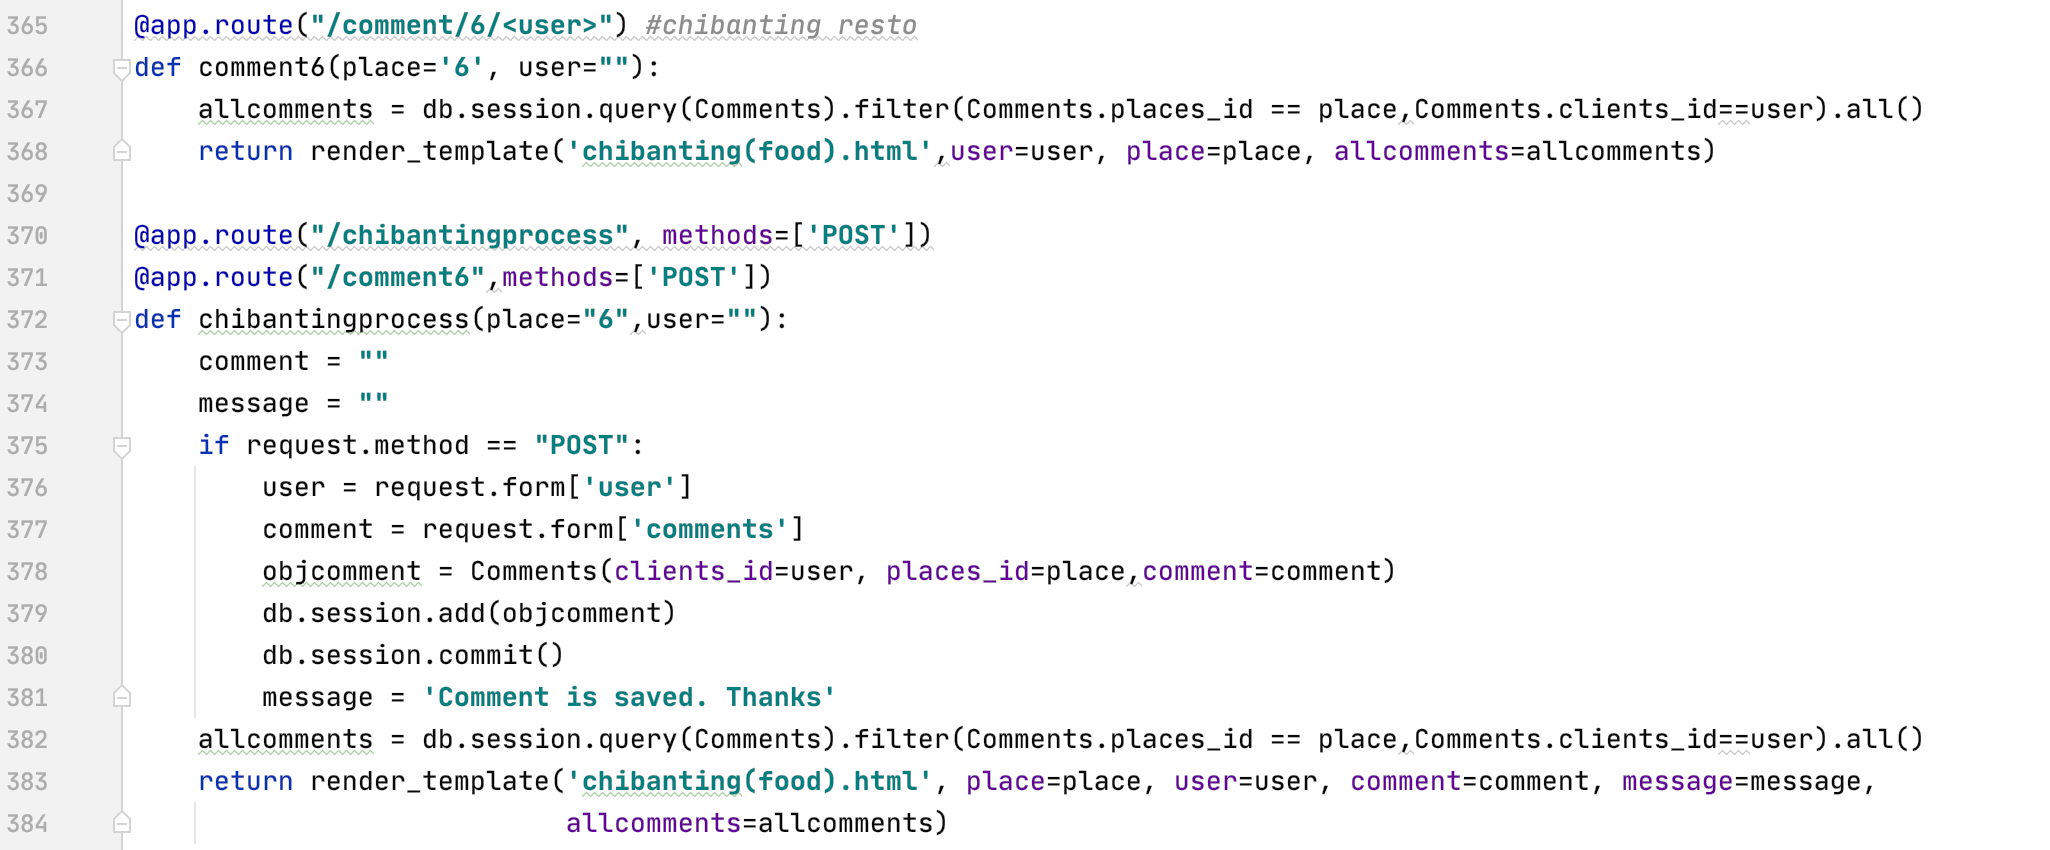 365 @app.route("/comment/6/<user>") #chibanting resto
366 def comment6(place='6', user=""):
367     allcomments = db.session.query(Comments).filter(Comments.places_id == place,Comments.clients_id==user).all()
368     return render_template('chibanting(food).html',user=user, place=place, allcomments=allcomments)
369
370 @app.route("/chibantingprocess", methods=['POST'])
371 @app.route("/comment6",methods=['POST'])
372 def chibantingprocess(place="6",user=""):
373     comment = ""
374     message = ""
375     if request.method == "POST":
376         user = request.form['user']
377         comment = request.form['comments']
378         objcomment = Comments(clients_id=user, places_id=place,comment=comment)
379         db.session.add(objcomment)
380         db.session.commit()
381         message = 'Comment is saved. Thanks'
382     allcomments = db.session.query(Comments).filter(Comments.places_id == place,Comments.clients_id==user).all()
383     return render_template('chibanting(food).html', place=place, user=user, comment=comment, message=message,
384                            allcomments=allcomments)